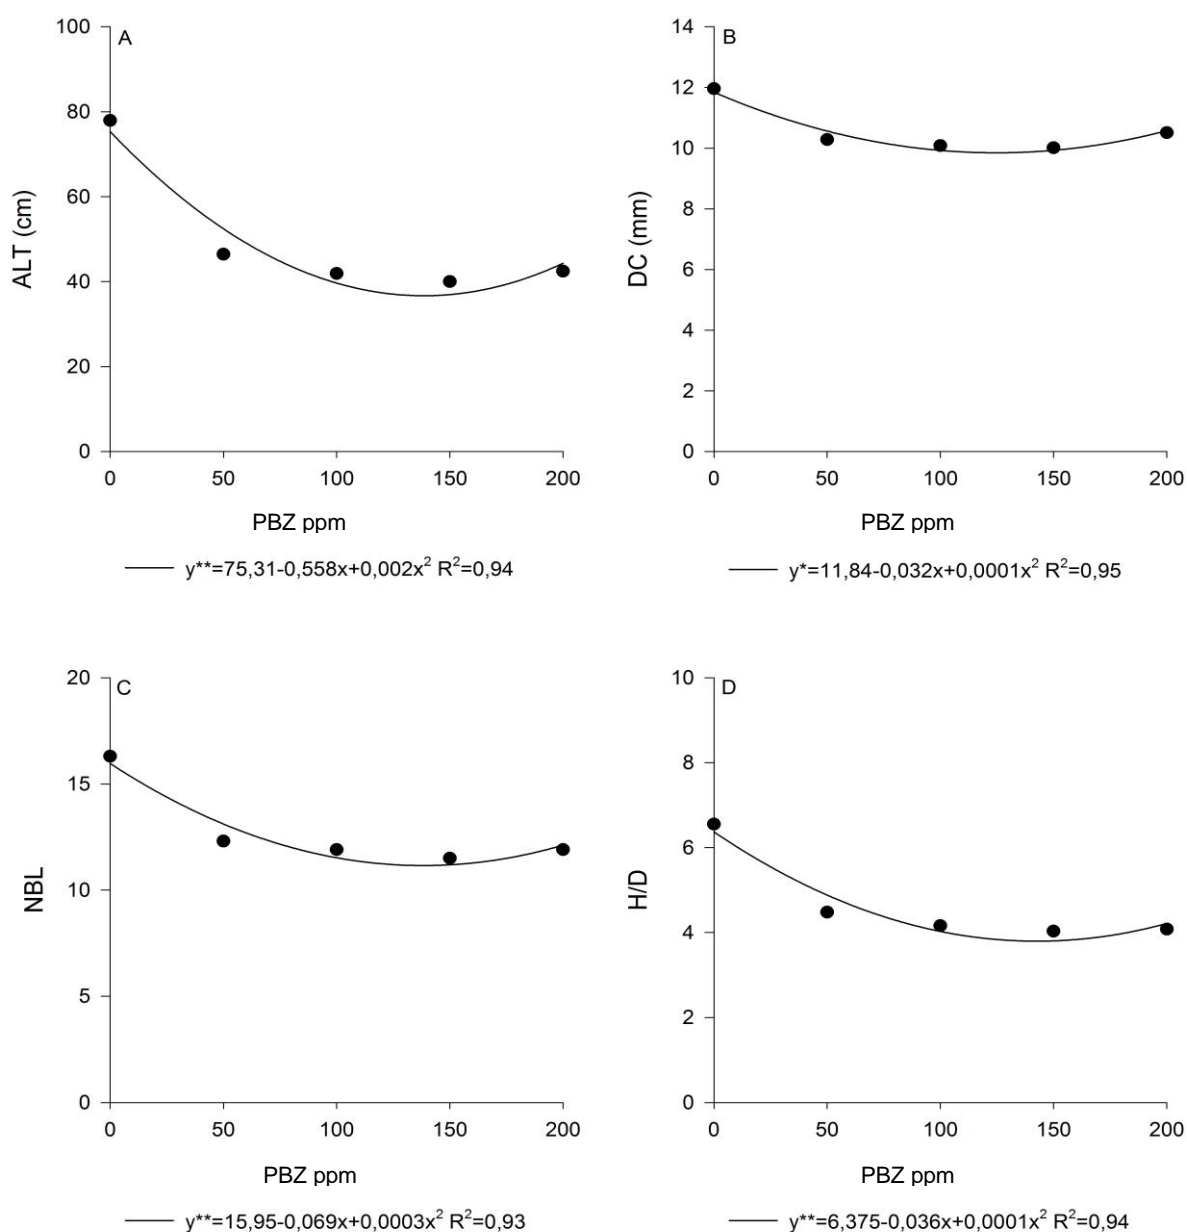 A
100
80
60
40
20
0
ALT (cm)
0 50 100 150 200
PBZ ppm
y**=75,31-0,558x+0,002x² R²=0,94
B
14
12
10
8
6
4
2
0
DC (mm)
0 50 100 150 200
PBZ ppm
y*=11,84-0,032x+0,0001x² R²=0,95
C
20
15
10
5
0
NBL
0 50 100 150 200
PBZ ppm
y**=15,95-0,069x+0,0003x² R²=0,93
D
10
8
6
4
2
0
H/D
0 50 100 150 200
PBZ ppm
y**=6,375-0,036x+0,0001x² R²=0,94